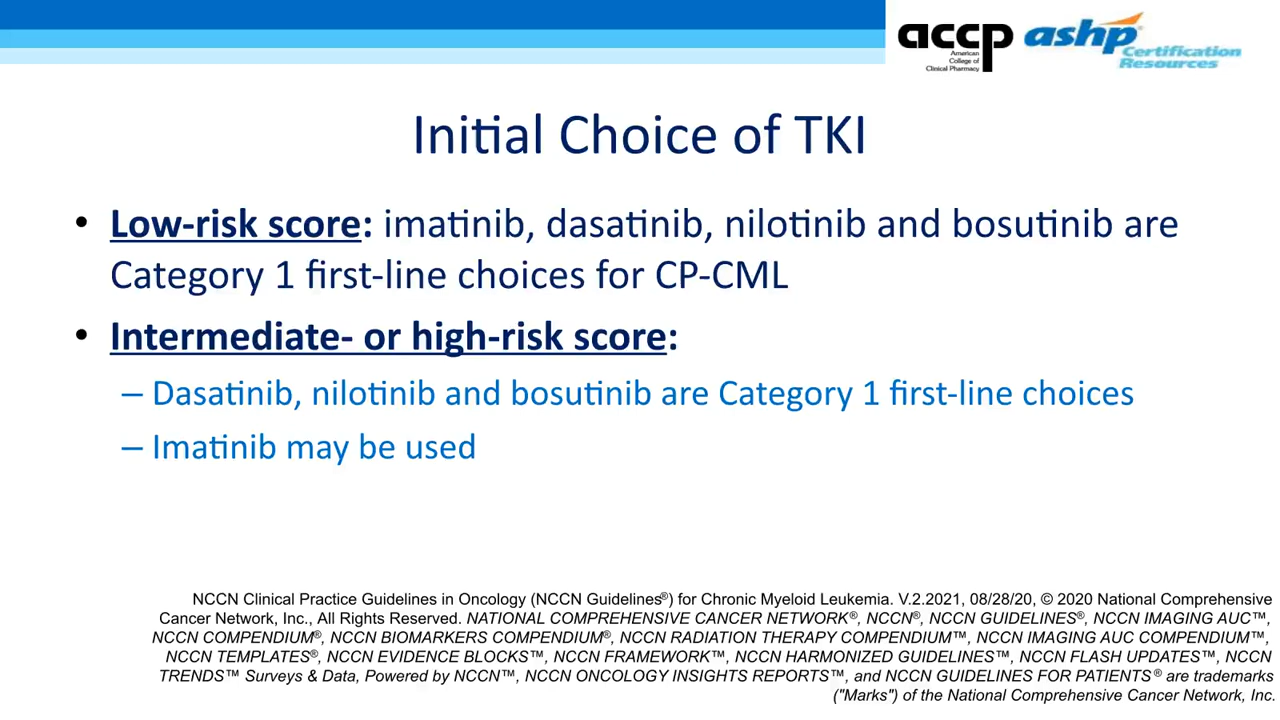 accp
American
College of
Clinical Pharmacy
ashp®
Certification
Resources™
Initial Choice of TKI
• Low-risk score: imatinib, dasatinib, nilotinib and bosutinib are
Category 1 first-line choices for CP-CML
• Intermediate- or high-risk score:
– Dasatinib, nilotinib and bosutinib are Category 1 first-line choices
– Imatinib may be used
NCCN Clinical Practice Guidelines in Oncology (NCCN Guidelines®) for Chronic Myeloid Leukemia. V.2.2021, 08/28/20, © 2020 National Comprehensive
Cancer Network, Inc., All Rights Reserved. NATIONAL COMPREHENSIVE CANCER NETWORK®, NCCN®, NCCN GUIDELINES®, NCCN IMAGING AUC™,
NCCN COMPENDIUM®, NCCN BIOMARKERS COMPENDIUM®, NCCN RADIATION THERAPY COMPENDIUM™, NCCN IMAGING AUC COMPENDIUM™,
NCCN TEMPLATES®, NCCN EVIDENCE BLOCKS™, NCCN FRAMEWORK™, NCCN HARMONIZED GUIDELINES™, NCCN FLASH UPDATES™, NCCN
TRENDS™ Surveys & Data, Powered by NCCN™, NCCN ONCOLOGY INSIGHTS REPORTS™, and NCCN GUIDELINES FOR PATIENTS® are trademarks
("Marks") of the National Comprehensive Cancer Network, Inc.